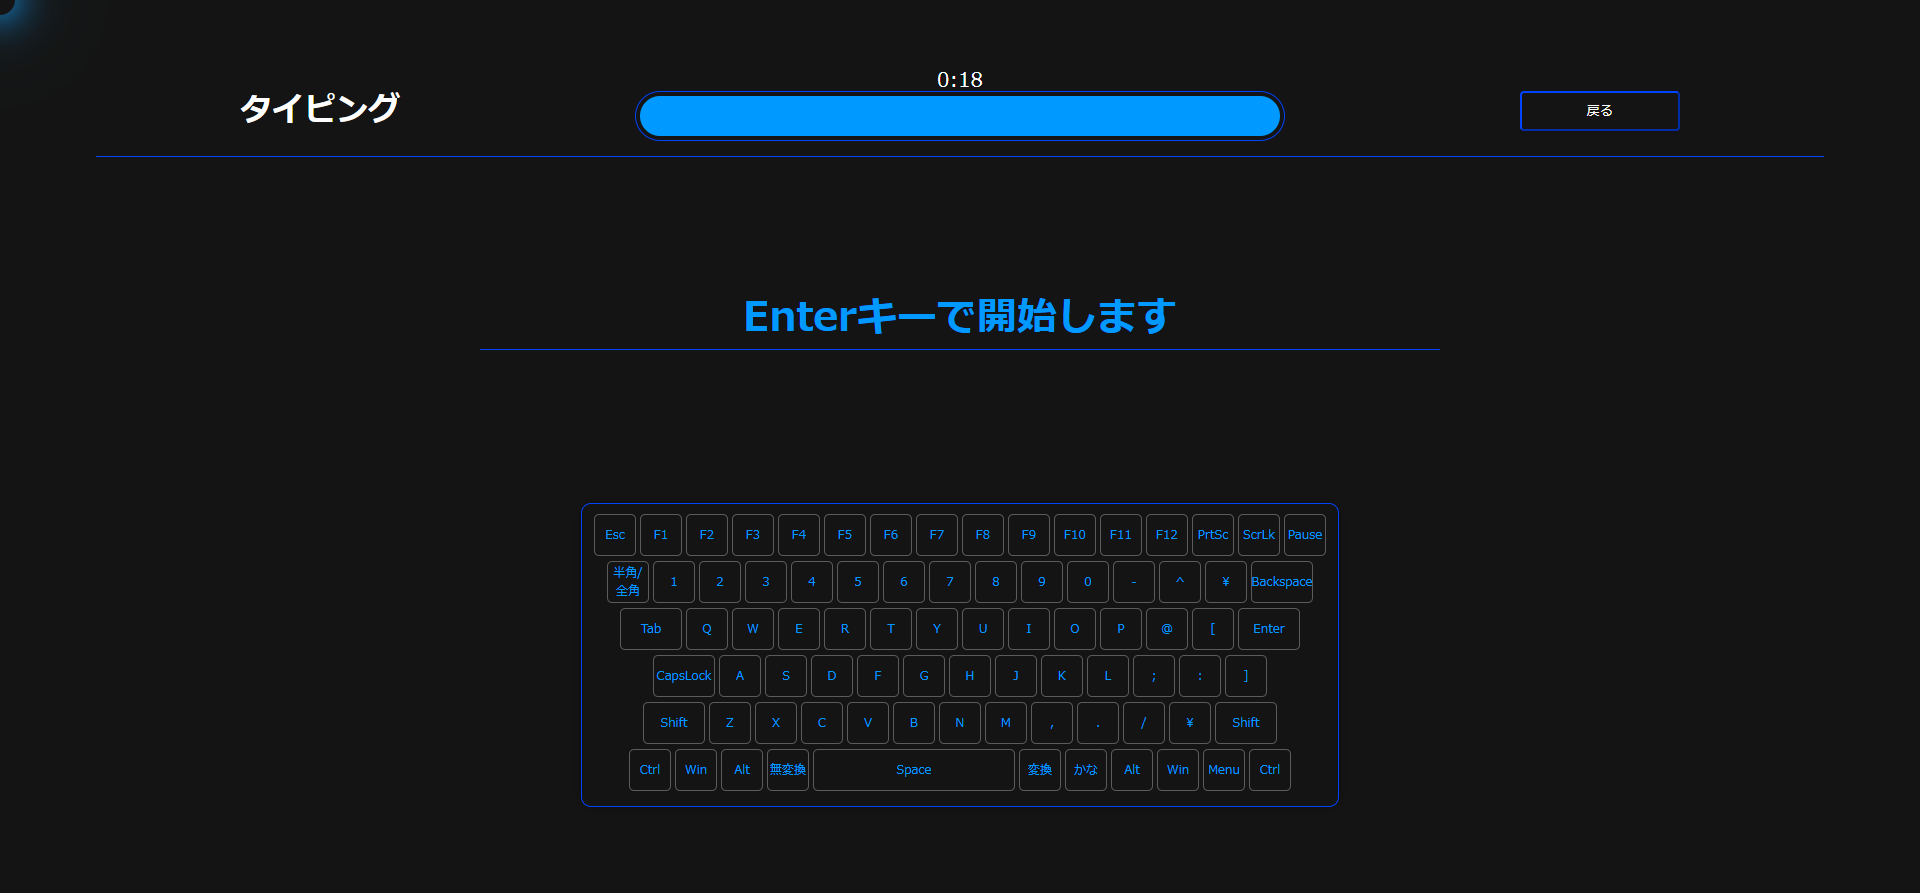 0:18
タイピング
戻る
Enterキーで開始します
Esc F1 F2 F3 F4 F5 F6 F7 F8 F9 F10 F11 F12 PrtSc ScrLk Pause
半角/
全角 1 2 3 4 5 6 7 8 9 0 - ^ ¥ Backspace
Tab Q W E R T Y U I O P @ [ Enter
CapsLock A S D F G H J K L ; : ]
Shift Z X C V B N M , . / ¥ Shift
Ctrl Win Alt 無変換 Space 変換 かな Alt Win Menu Ctrl